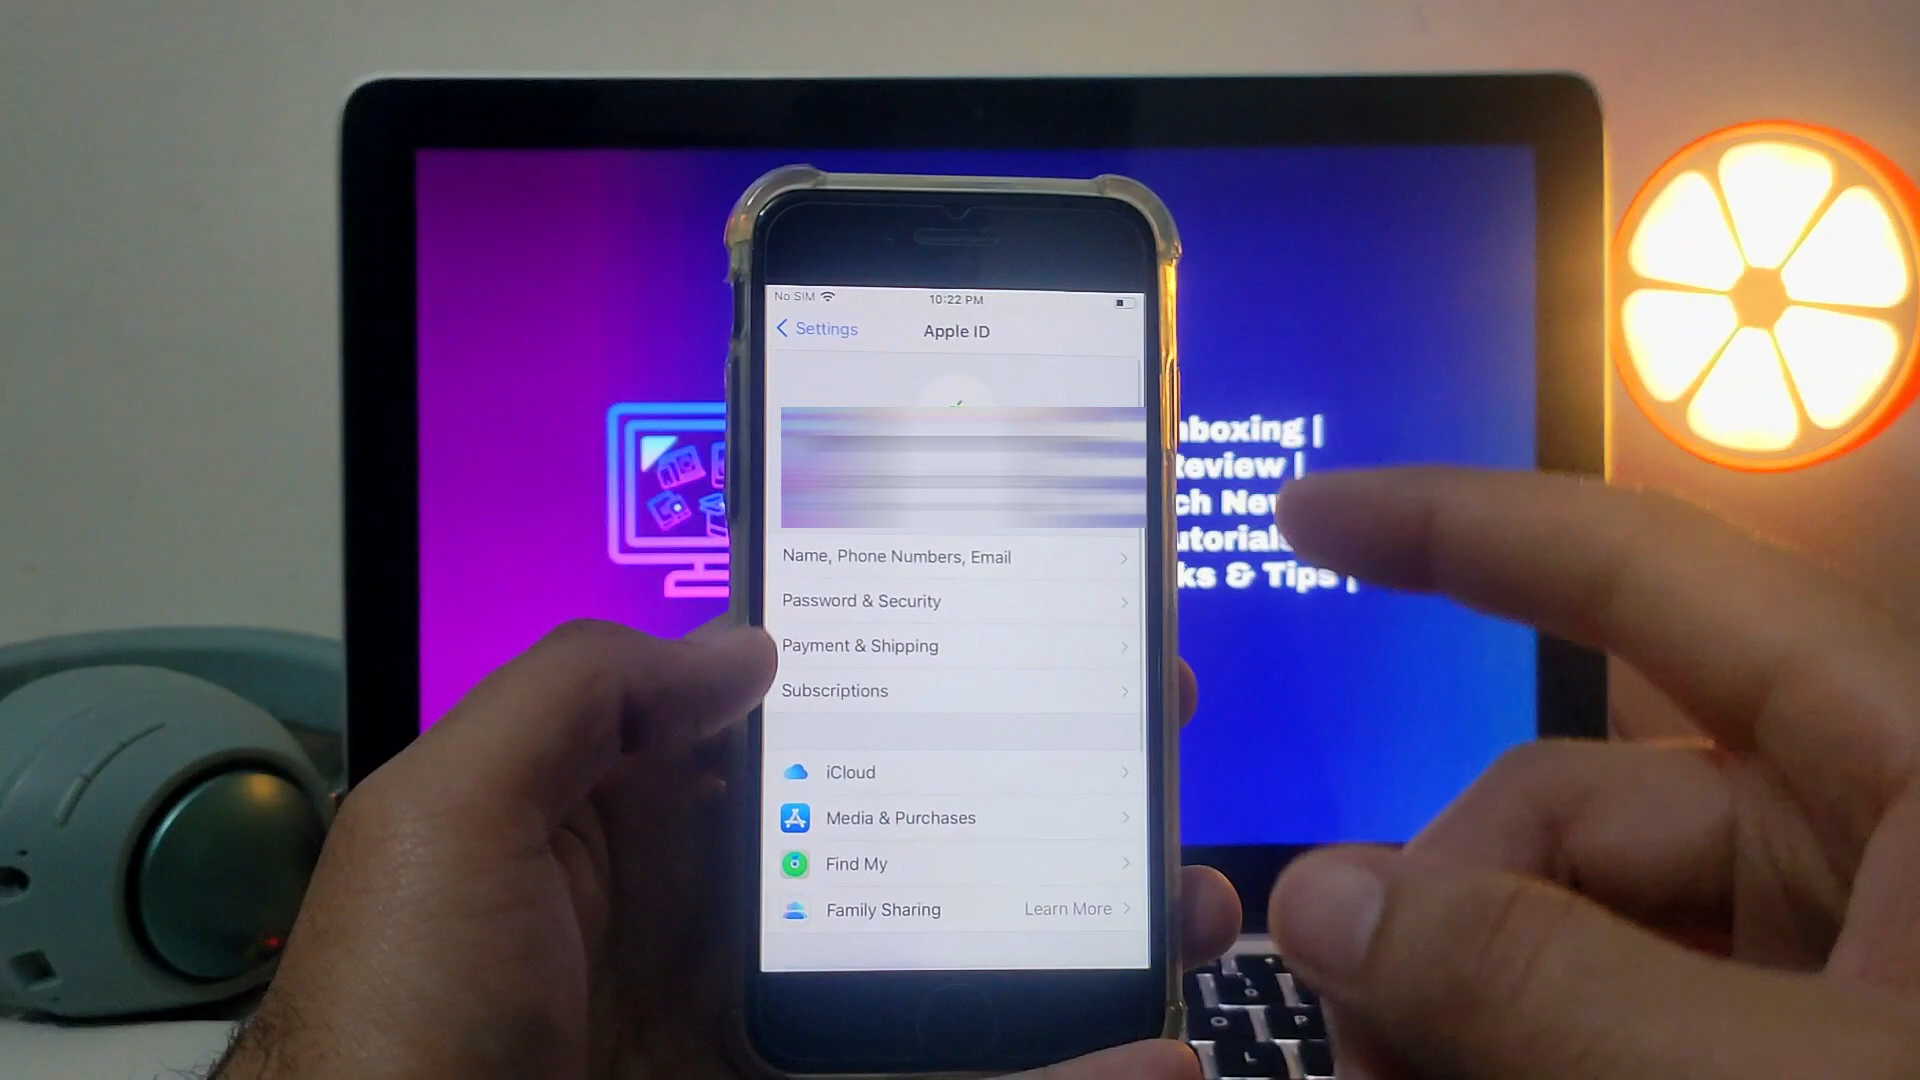 No SIM 10:22 PM
Settings Apple ID
Name, Phone Numbers, Email
Password & Security
Payment & Shipping
Subscriptions
iCloud
Media & Purchases
Find My
Family Sharing Learn More
nboxing |
Review |
ch New
utorials
ks & Tips |
O P
L